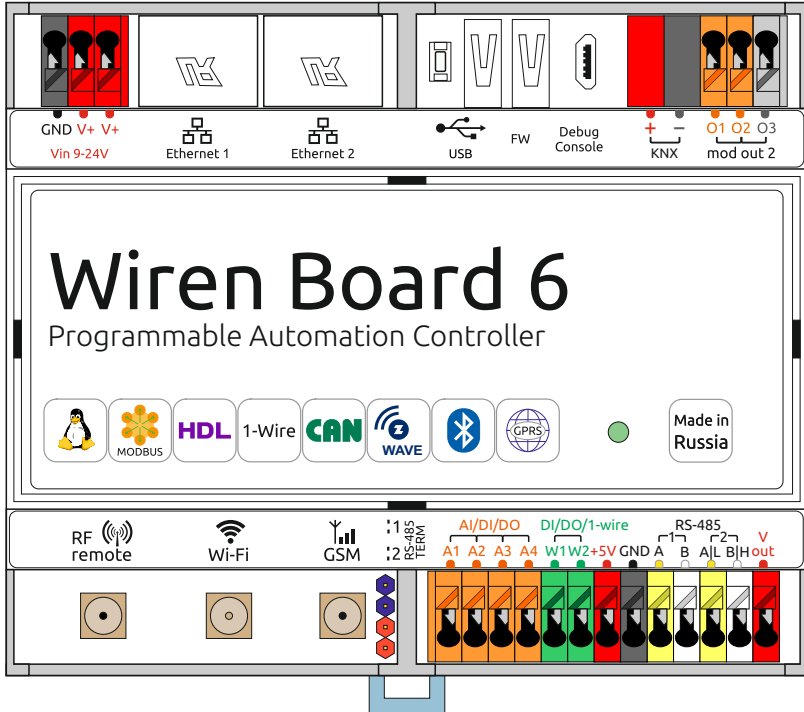 GND V+ V+
Vin 9-24V
Ethernet 1
Ethernet 2
USB
FW
Debug
Console
+ −
KNX
O1 O2 O3
mod out 2
Wiren Board 6
Programmable Automation Controller
MODBUS
HDL
1-Wire
CAN
Z
WAVE
GPRS
Made in
Russia
RF
remote
Wi-Fi
GSM
1
2
RS-485
TERM
AI/DI/DO
A1 A2 A3 A4
DI/DO/1-wire
W1 W2 +5V GND
RS-485
1 2
A B A|L B|H
V
out